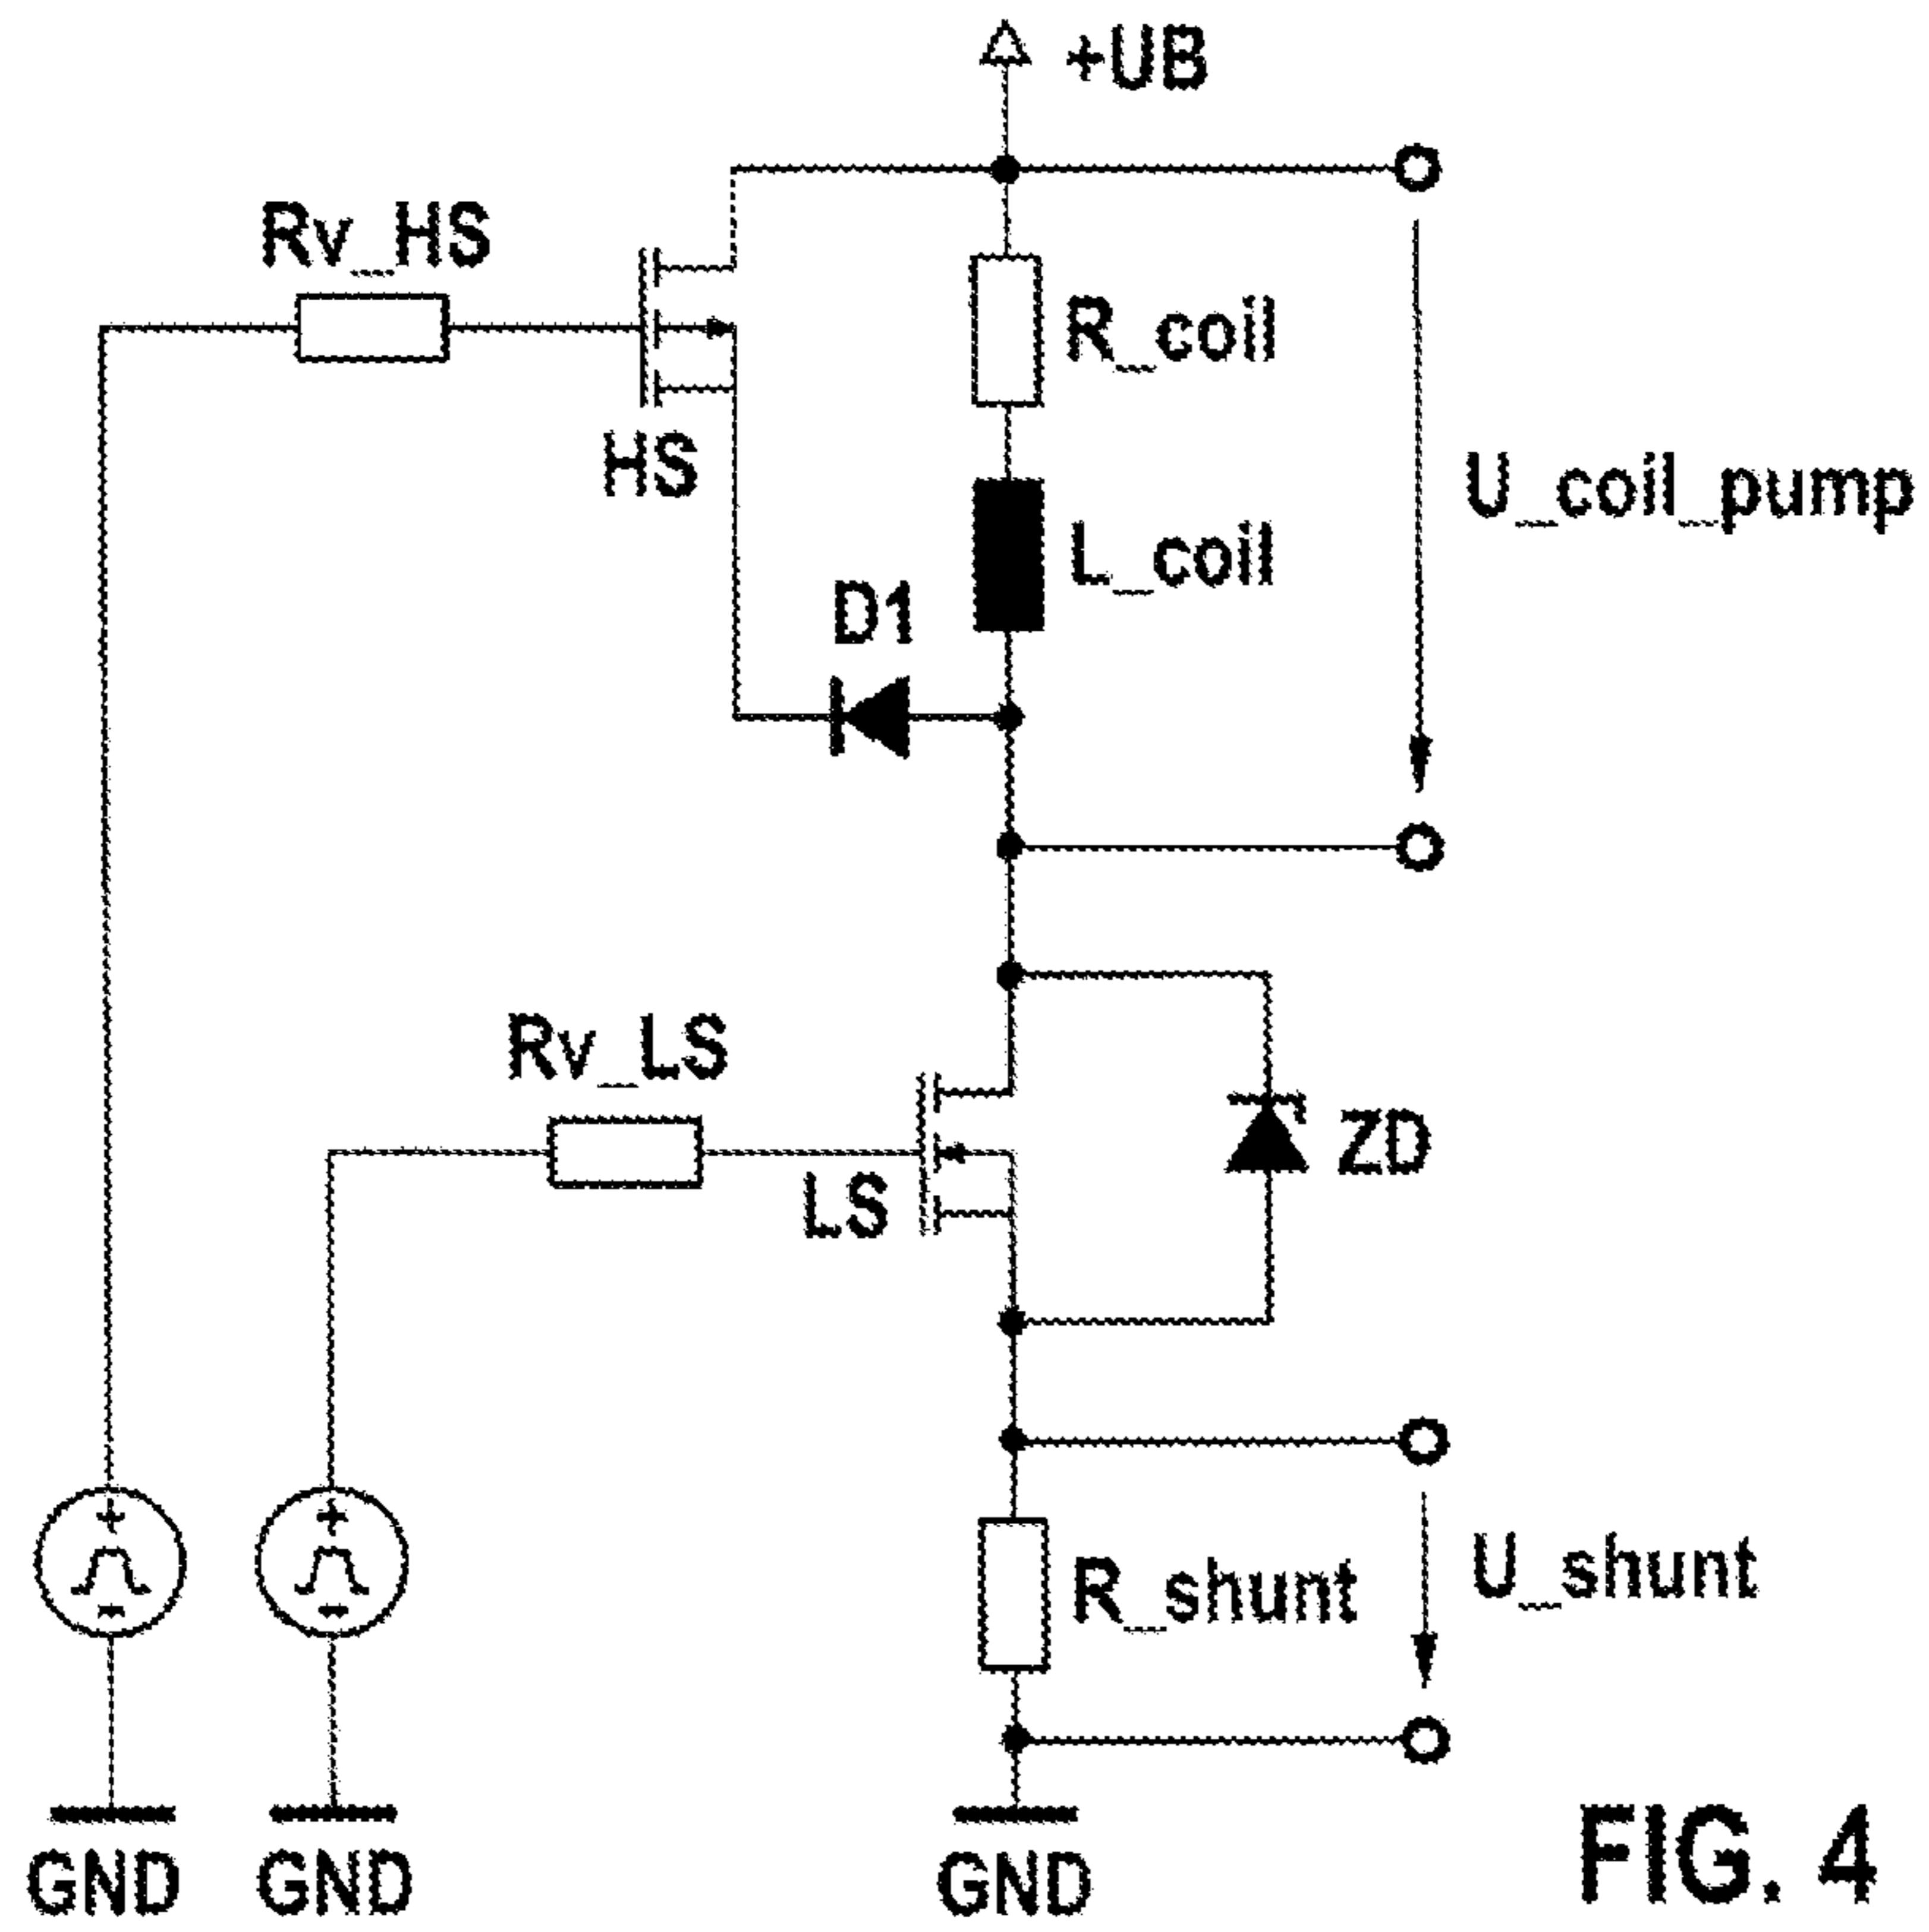 +UB
Rv_HS
R_coil
HS
U_coil_pump
L_coil
D1
Rv_LS
ZD
LS
R_shunt
U_shunt
GND
GND
GND
FIG. 4